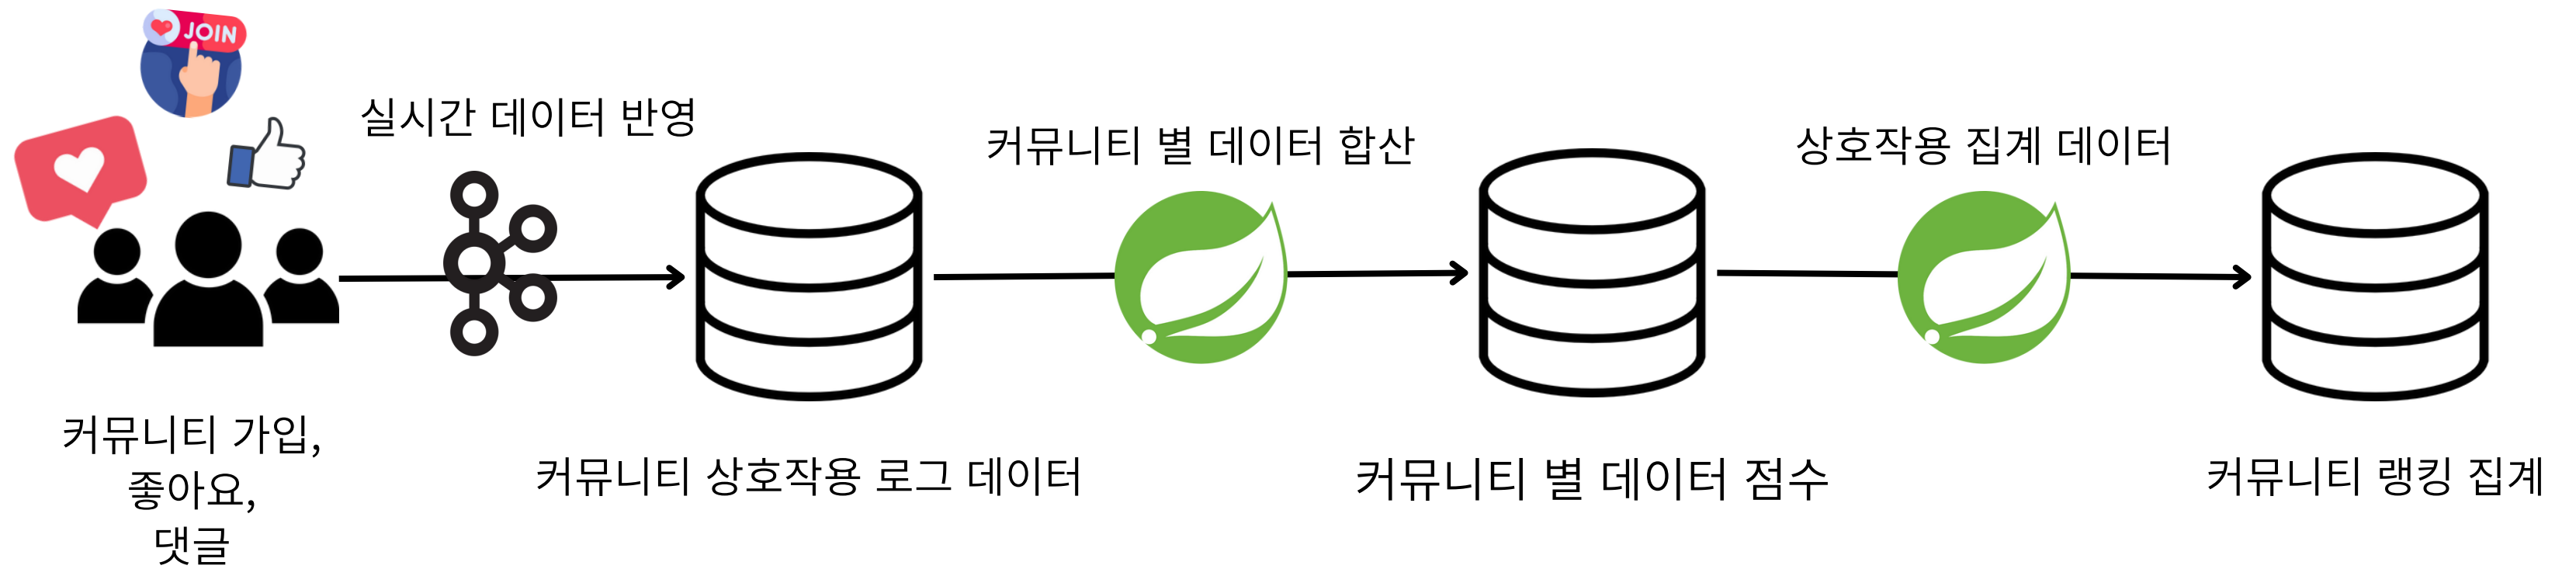 JOIN
실시간 데이터 반영
커뮤니티 별 데이터 합산
상호작용 집계 데이터
커뮤니티 가입,
좋아요,
댓글
커뮤니티 상호작용 로그 데이터
커뮤니티 별 데이터 점수
커뮤니티 랭킹 집계